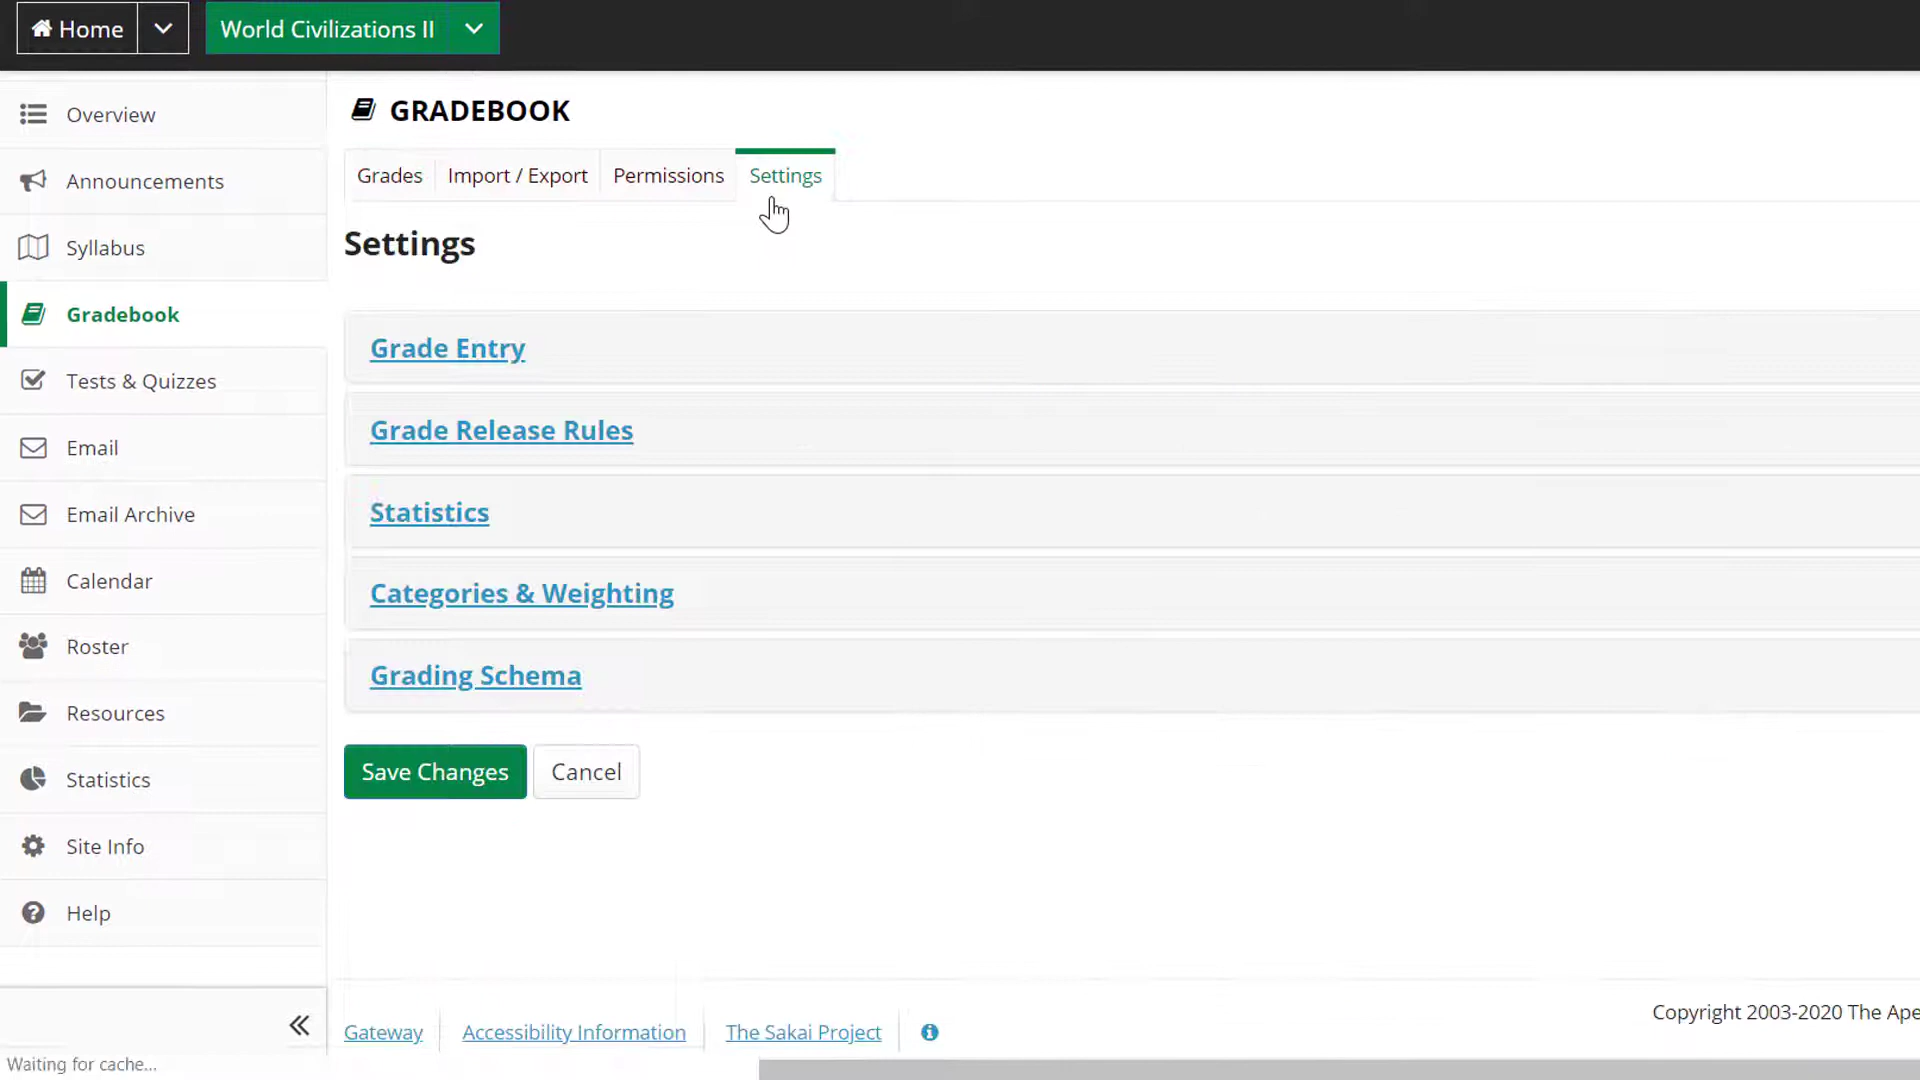 Home
World Civilizations II
Overview
Announcements
Syllabus
Gradebook
Tests & Quizzes
Email
Email Archive
Calendar
Roster
Resources
Statistics
Site Info
Help
GRADEBOOK
Grades Import / Export Permissions Settings
Settings
Grade Entry
Grade Release Rules
Statistics
Categories & Weighting
Grading Schema
Save Changes Cancel
Copyright 2003-2020 The Ape
Gateway Accessibility Information The Sakai Project
Waiting for cache...